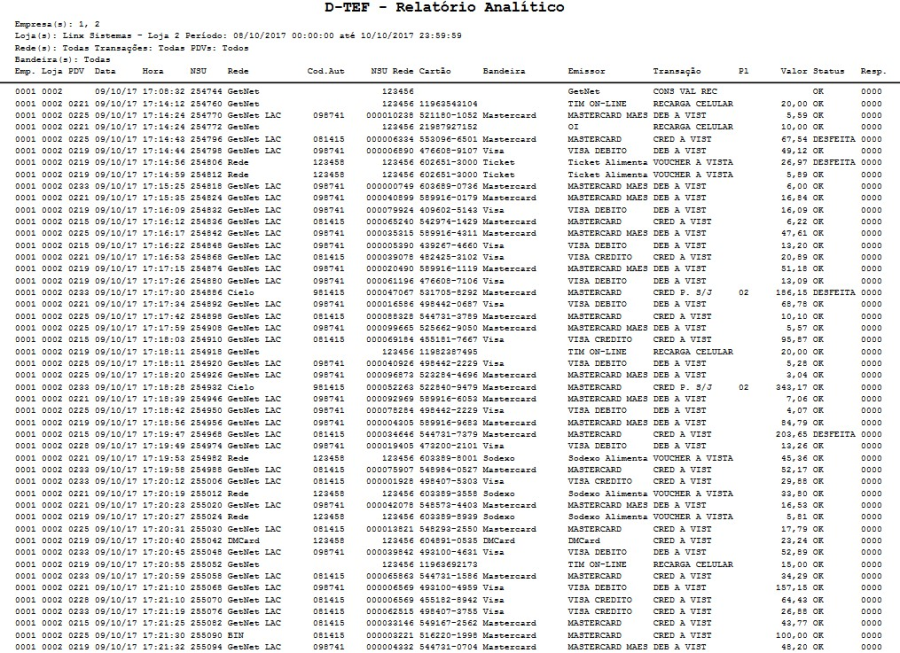 D-TEF - Relatório Analítico
Empresa(s): 1, 2
Loja(s): Linx Sistemas - Loja 2 Período: 08/10/2017 00:00:00 até 10/10/2017 23:59:59
Rede(s): Todas Transações: Todas PDVs: Todos
Bandeira(s): Todas
Emp. Loja PDV Data Hora NSU Rede Cod.Aut NSU Rede Cartão Bandeira Emissor Transação Pl Valor Status Resp.
0001 0002 09/10/17 17:08:32 254744 GetNet 123456 GetNet CONS VAL REC OK 0000
0001 0002 0221 09/10/17 17:14:12 254760 GetNet 123456 11963543104 TIM ON-LINE RECARGA CELULAR 20,00 OK 0000
0001 0002 0225 09/10/17 17:14:24 254770 GetNet LAC 098741 000010238 521180-1052 Mastercard MASTERCARD MAES DEB A VIST 5,59 OK 0000
0001 0002 0221 09/10/17 17:14:24 254772 GetNet 123456 21987927152 OI RECARGA CELULAR 10,00 OK 0000
0001 0002 0225 09/10/17 17:14:43 254796 GetNet LAC 081415 000006334 553096-6501 Mastercard MASTERCARD CRED A VIST 67,54 DESFEITA 0000
0001 0002 0219 09/10/17 17:14:44 254798 GetNet LAC 098741 000006890 476608-9107 Visa VISA DEBITO DEB A VIST 49,12 OK 0000
0001 0002 0219 09/10/17 17:14:56 254806 Rede 123458 123456 602651-3000 Ticket Ticket Alimenta VOUCHER A VISTA 26,97 DESFEITA 0000
0001 0002 0219 09/10/17 17:14:59 254812 Rede 123458 123456 602651-3000 Ticket Ticket Alimenta VOUCHER A VISTA 5,89 OK 0000
0001 0002 0233 09/10/17 17:15:25 254818 GetNet LAC 098741 000000749 603689-0736 Mastercard MASTERCARD MAES DEB A VIST 6,00 OK 0000
0001 0002 0221 09/10/17 17:15:35 254824 GetNet LAC 098741 000040899 589916-0179 Mastercard MASTERCARD MAES DEB A VIST 16,84 OK 0000
0001 0002 0219 09/10/17 17:16:09 254832 GetNet LAC 098741 000079924 409602-5143 Visa VISA DEBITO DEB A VIST 16,09 OK 0000
0001 0002 0215 09/10/17 17:16:12 254836 GetNet LAC 081415 000065240 542974-1429 Mastercard MASTERCARD CRED A VIST 6,22 OK 0000
0001 0002 0225 09/10/17 17:16:17 254842 GetNet LAC 098741 000035315 589916-4311 Mastercard MASTERCARD MAES DEB A VIST 47,61 OK 0000
0001 0002 0215 09/10/17 17:16:22 254848 GetNet LAC 098741 000005390 439267-4660 Visa VISA DEBITO DEB A VIST 13,20 OK 0000
0001 0002 0221 09/10/17 17:16:53 254868 GetNet LAC 081415 000039078 482425-3102 Visa VISA CREDITO CRED A VIST 20,89 OK 0000
0001 0002 0219 09/10/17 17:17:15 254874 GetNet LAC 098741 000020490 589916-1119 Mastercard MASTERCARD MAES DEB A VIST 51,18 OK 0000
0001 0002 0219 09/10/17 17:17:26 254880 GetNet LAC 098741 000061196 476608-7106 Visa VISA DEBITO DEB A VIST 13,09 OK 0000
0001 0002 0233 09/10/17 17:17:30 254886 Cielo 981415 000047067 531705-8292 Mastercard MASTERCARD CRED P. S/J 02 186,15 DESFEITA 0000
0001 0002 0221 09/10/17 17:17:34 254892 GetNet LAC 098741 000016586 498442-0687 Visa VISA DEBITO DEB A VIST 68,78 OK 0000
0001 0002 0225 09/10/17 17:17:42 254898 GetNet LAC 081415 000088328 544731-3789 Mastercard MASTERCARD CRED A VIST 10,10 OK 0000
0001 0002 0225 09/10/17 17:17:59 254908 GetNet LAC 098741 000099665 525662-9050 Mastercard MASTERCARD MAES DEB A VIST 5,57 OK 0000
0001 0002 0215 09/10/17 17:18:03 254910 GetNet LAC 081415 000069184 455181-7667 Visa VISA CREDITO CRED A VIST 95,87 OK 0000
0001 0002 0219 09/10/17 17:18:11 254918 GetNet 123456 11982387495 TIM ON-LINE RECARGA CELULAR 20,00 OK 0000
0001 0002 0225 09/10/17 17:18:11 254920 GetNet LAC 098741 000040926 498442-2229 Visa VISA DEBITO DEB A VIST 5,28 OK 0000
0001 0002 0225 09/10/17 17:18:20 254926 GetNet LAC 098741 000096873 523284-4696 Mastercard MASTERCARD MAES DEB A VIST 3,04 OK 0000
0001 0002 0233 09/10/17 17:18:28 254932 Cielo 981415 000052263 522840-9479 Mastercard MASTERCARD CRED P. S/J 02 343,17 OK 0000
0001 0002 0221 09/10/17 17:18:39 254946 GetNet LAC 098741 000092969 589916-6053 Mastercard MASTERCARD MAES DEB A VIST 7,06 OK 0000
0001 0002 0225 09/10/17 17:18:42 254950 GetNet LAC 098741 000078284 498442-2229 Visa VISA DEBITO DEB A VIST 4,07 OK 0000
0001 0002 0219 09/10/17 17:18:56 254956 GetNet LAC 098741 000004305 589916-9683 Mastercard MASTERCARD MAES DEB A VIST 84,79 OK 0000
0001 0002 0215 09/10/17 17:19:47 254968 GetNet LAC 081415 000034646 544731-7379 Mastercard MASTERCARD CRED A VIST 203,65 DESFEITA 0000
0001 0002 0228 09/10/17 17:19:49 254974 GetNet LAC 098741 000019405 473200-2101 Visa VISA DEBITO DEB A VIST 13,26 OK 0000
0001 0002 0221 09/10/17 17:19:53 254982 Rede 123458 123456 603389-8001 Sodexo Sodexo Alimenta VOUCHER A VISTA 45,36 OK 0000
0001 0002 0233 09/10/17 17:19:58 254988 GetNet LAC 081415 000075907 548984-0527 Mastercard MASTERCARD CRED A VIST 52,17 OK 0000
0001 0002 0233 09/10/17 17:20:12 255006 GetNet LAC 081415 000001928 498407-5303 Visa VISA CREDITO CRED A VIST 29,88 OK 0000
0001 0002 0225 09/10/17 17:20:19 255012 Rede 123458 123456 603389-3558 Sodexo Sodexo Alimenta VOUCHER A VISTA 33,80 OK 0000
0001 0002 0221 09/10/17 17:20:23 255020 GetNet LAC 098741 000042078 548573-4403 Mastercard MASTERCARD MAES DEB A VIST 16,53 OK 0000
0001 0002 0219 09/10/17 17:20:27 255024 Rede 123458 123456 603389-8939 Sodexo Sodexo Alimenta VOUCHER A VISTA 5,81 OK 0000
0001 0002 0225 09/10/17 17:20:31 255030 GetNet LAC 081415 000013821 548293-2550 Mastercard MASTERCARD CRED A VIST 17,79 OK 0000
0001 0002 0219 09/10/17 17:20:40 255042 DMCard 123459 123456 604891-0535 DMCard DMCard CRED A VIST 23,24 OK 0000
0001 0002 0233 09/10/17 17:20:45 255048 GetNet LAC 098741 000039842 493100-4631 Visa VISA DEBITO DEB A VIST 52,89 OK 0000
0001 0002 0219 09/10/17 17:20:55 255052 GetNet 123456 11963692173 TIM ON-LINE RECARGA CELULAR 15,00 OK 0000
0001 0002 0233 09/10/17 17:20:59 255058 GetNet LAC 081415 000065863 544731-1586 Mastercard MASTERCARD CRED A VIST 34,29 OK 0000
0001 0002 0221 09/10/17 17:21:10 255068 GetNet LAC 098741 000006569 493100-4959 Visa VISA DEBITO DEB A VIST 157,15 OK 0000
0001 0002 0228 09/10/17 17:21:10 255070 GetNet LAC 081415 000006569 455182-8942 Visa VISA CREDITO CRED A VIST 64,43 OK 0000
0001 0002 0233 09/10/17 17:21:19 255076 GetNet LAC 081415 000062515 498407-3755 Visa VISA CREDITO CRED A VIST 26,88 OK 0000
0001 0002 0215 09/10/17 17:21:25 255082 GetNet LAC 081415 000033146 549167-2562 Mastercard MASTERCARD CRED A VIST 43,77 OK 0000
0001 0002 0225 09/10/17 17:21:30 255090 BIN 081415 000003221 516220-1998 Mastercard MASTERCARD CRED A VIST 100,00 OK 0000
0001 0002 0219 09/10/17 17:21:32 255094 GetNet LAC 081415 000004332 544731-0704 Mastercard MASTERCARD CRED A VIST 48,20 OK 0000